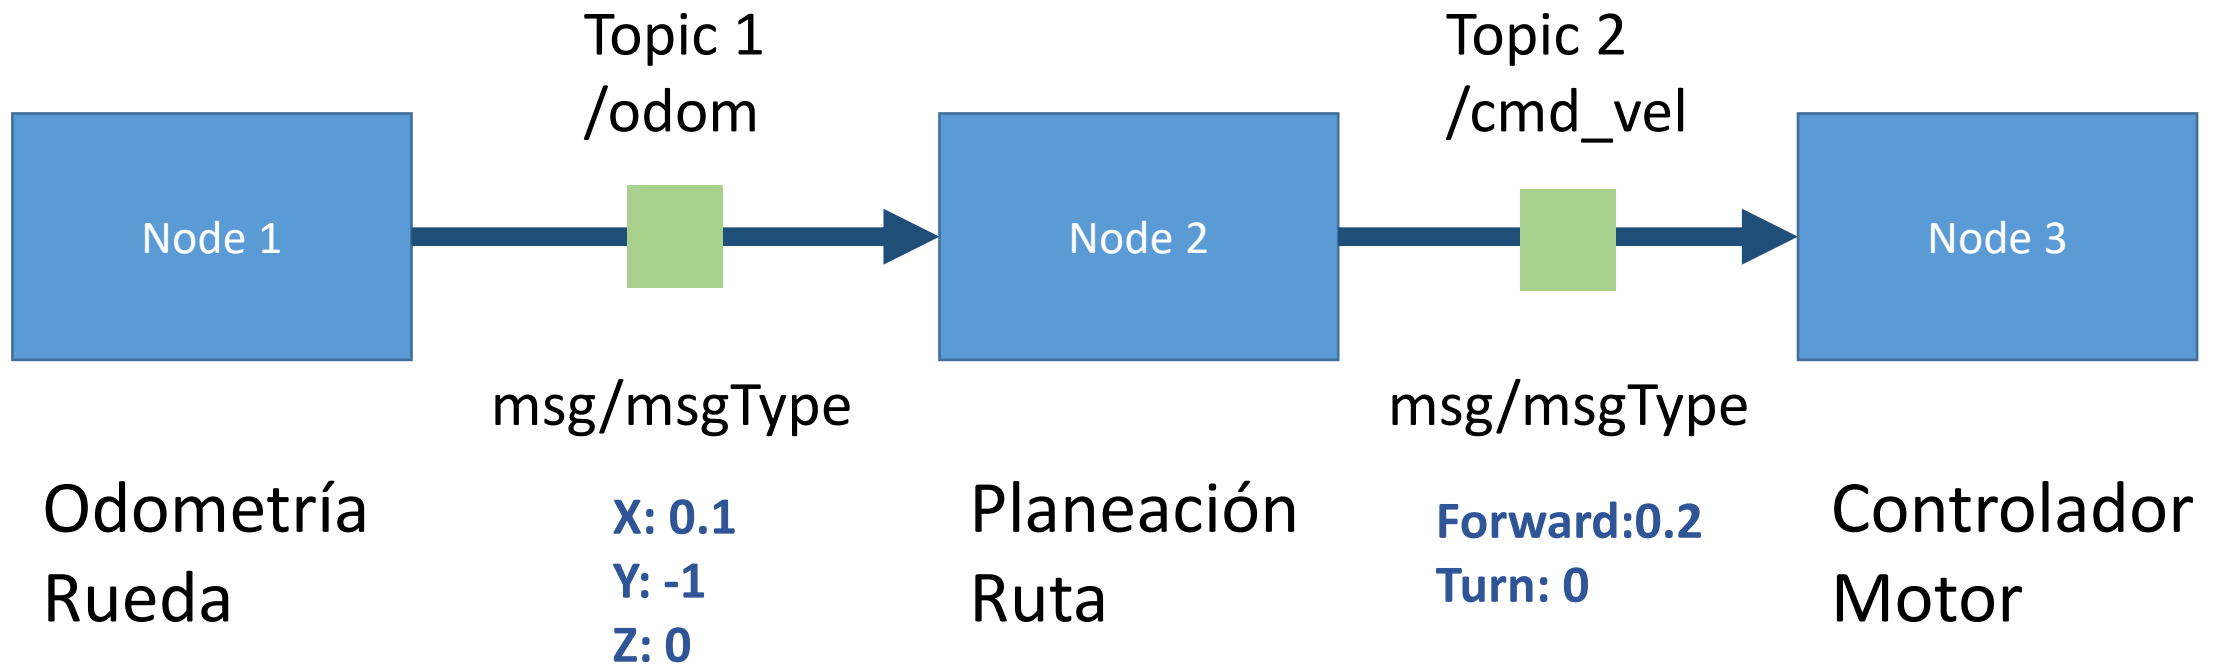 Topic 1
/odom
Topic 2
/cmd_vel
Node 1
Node 2
Node 3
msg/msgType
msg/msgType
Odometría
Rueda
X: 0.1
Y: -1
Z: 0
Planeación
Ruta
Forward:0.2
Turn: 0
Controlador
Motor